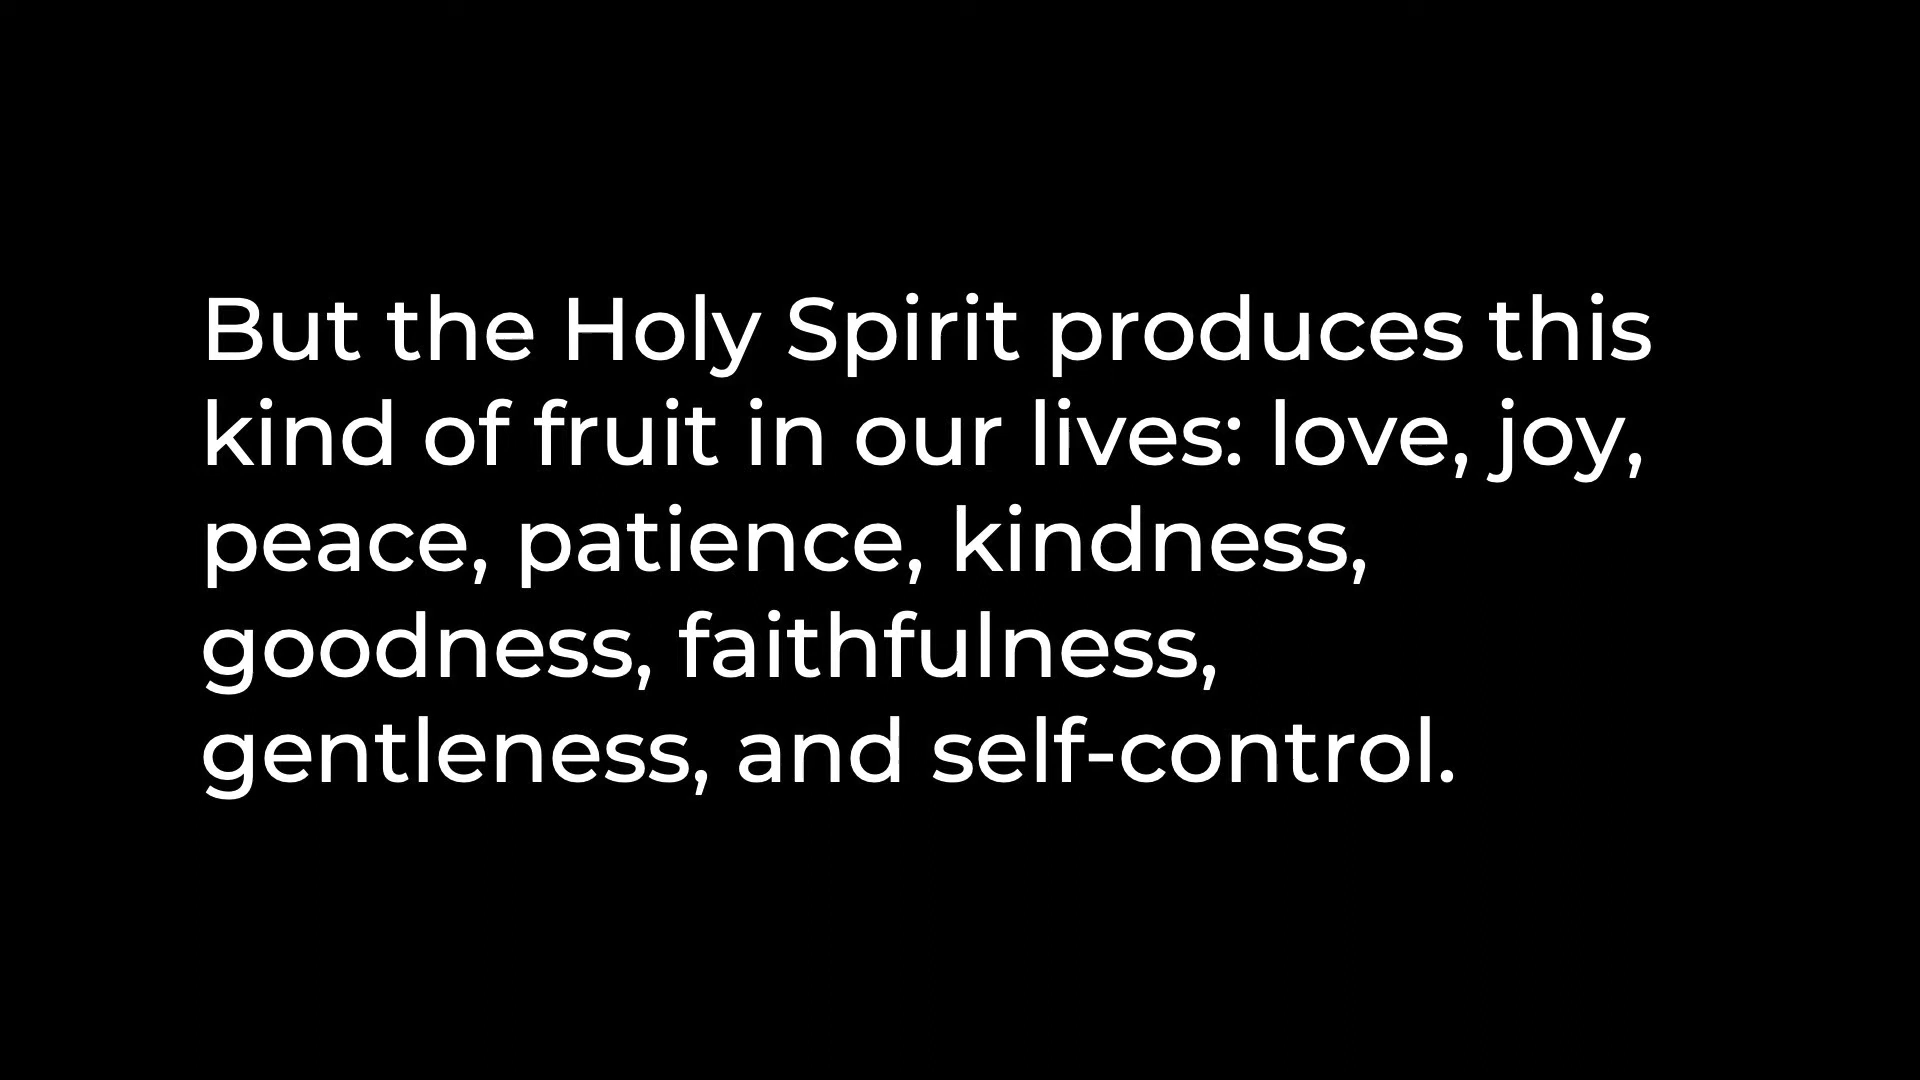 But the Holy Spirit produces this
kind of fruit in our lives: love, joy,
peace, patience, kindness,
goodness, faithfulness,
gentleness, and self-control.